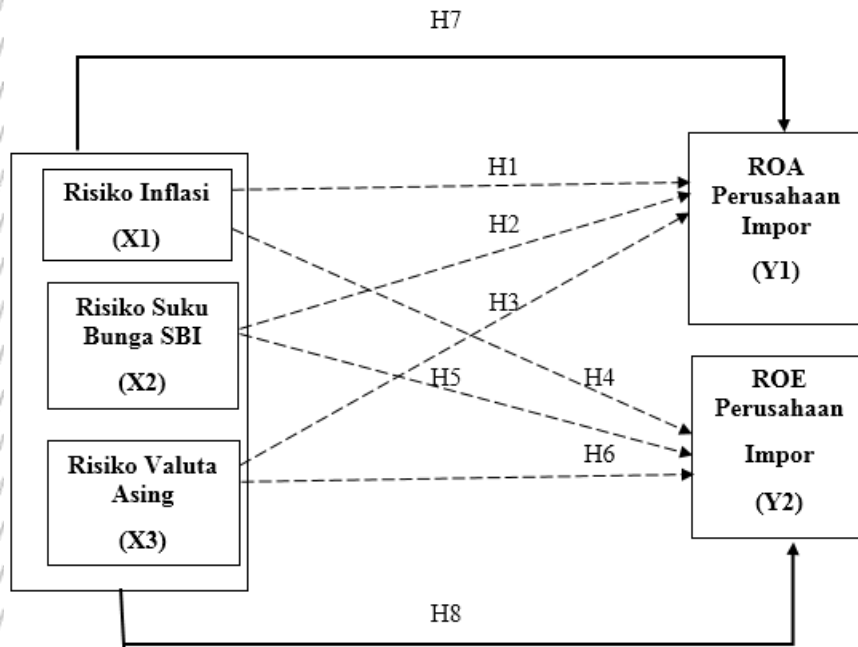 H7
Risiko Inflasi
(X1)
Risiko Suku
Bunga SBI
(X2)
Risiko Valuta
Asing
(X3)
H1
H2
H3
H4
H5
H6
ROA
Perusahaan
Impor
(Y1)
ROE
Perusahaan
Impor
(Y2)
H8